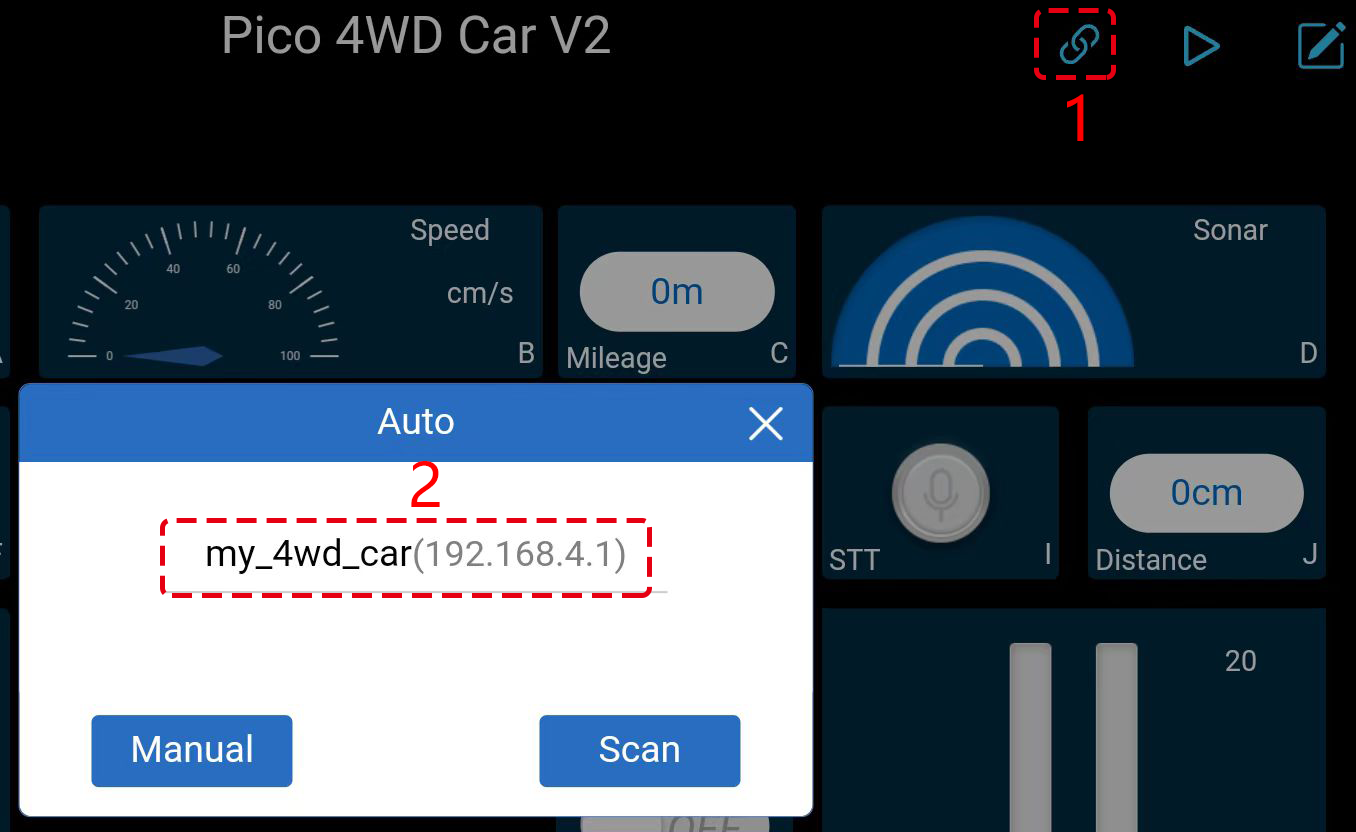 Pico 4WD Car V2
1
Speed
40
60
20
80
0
100
cm/s
B
0m
Mileage
C
Sonar
D
Auto
2
my_4wd_car(192.168.4.1)
Manual
Scan
STT
I
0cm
Distance
J
20
OFF